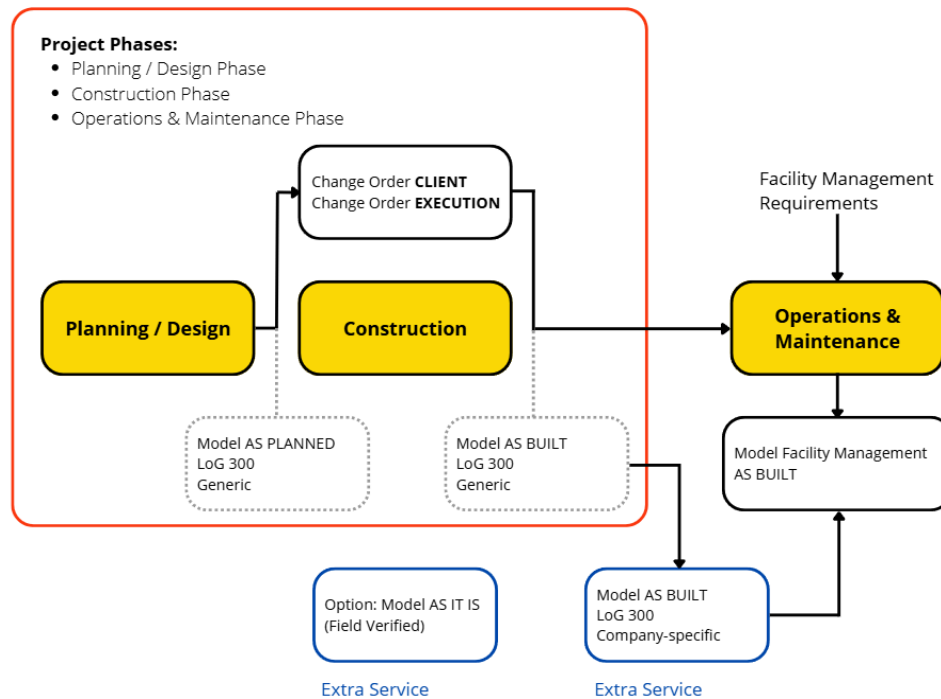 Project Phases:
• Planning / Design Phase
• Construction Phase
• Operations & Maintenance Phase
Change Order CLIENT
Change Order EXECUTION
Facility Management
Requirements
Planning / Design
Construction
Operations &
Maintenance
Model AS PLANNED
LoG 300
Generic
Model AS BUILT
LoG 300
Generic
Model Facility Management
AS BUILT
Option: Model AS IT IS
(Field Verified)
Model AS BUILT
LoG 300
Company-specific
Extra Service
Extra Service